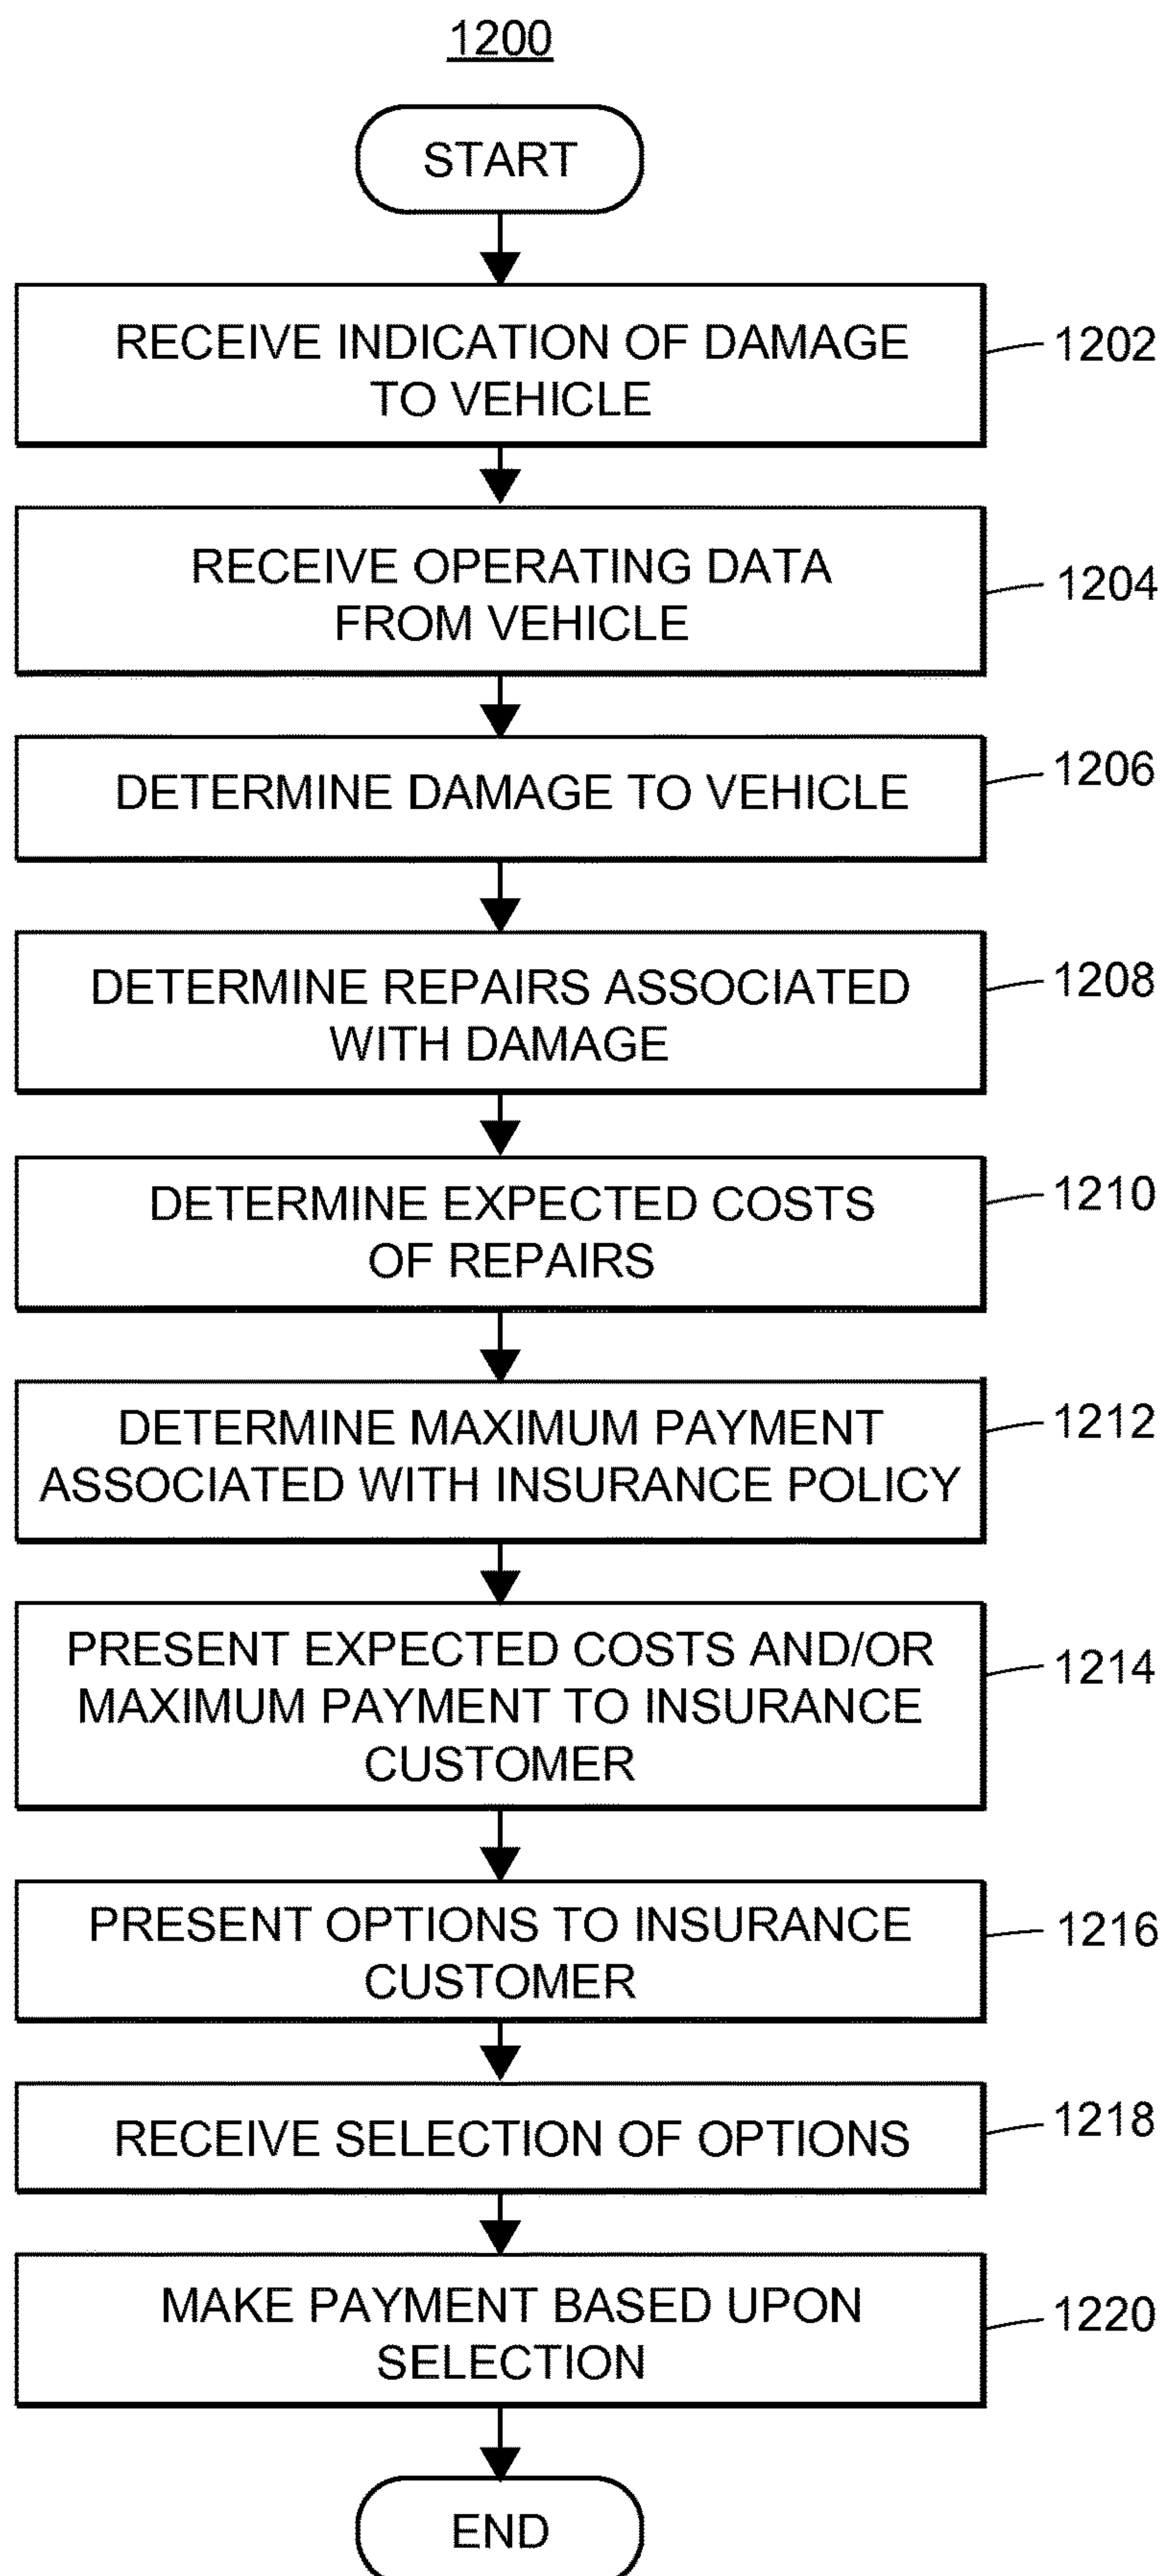 1200
START
RECEIVE INDICATION OF DAMAGE
TO VEHICLE
1202
RECEIVE OPERATING DATA
FROM VEHICLE
1204
DETERMINE DAMAGE TO VEHICLE
1206
DETERMINE REPAIRS ASSOCIATED
WITH DAMAGE
1208
DETERMINE EXPECTED COSTS
OF REPAIRS
1210
DETERMINE MAXIMUM PAYMENT
ASSOCIATED WITH INSURANCE POLICY
1212
PRESENT EXPECTED COSTS AND/OR
MAXIMUM PAYMENT TO INSURANCE
CUSTOMER
1214
PRESENT OPTIONS TO INSURANCE
CUSTOMER
1216
RECEIVE SELECTION OF OPTIONS
1218
MAKE PAYMENT BASED UPON
SELECTION
1220
END